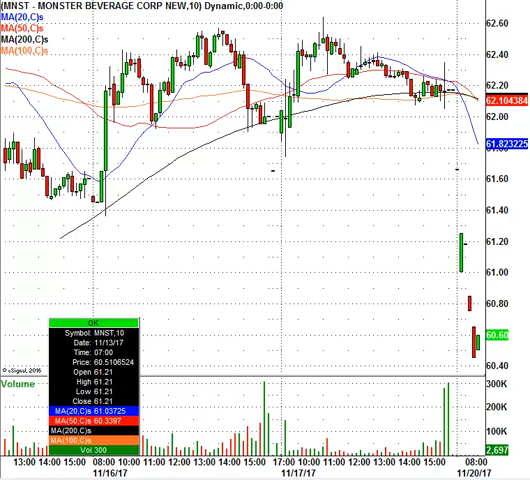 (MNST - MONSTER BEVERAGE CORP NEW,10) Dynamic,0:00-0:00
MA(20,C)s
MA(50,C)s
MA(200,C)s
MA(100,C)s
62.60
62.40
62.20
62.104384
62.00
61.823225
61.60
61.40
61.20
61.00
60.80
60.60
60.40
© eSignal, 2016
OK
Symbol: MNST,10
Date: 11/13/17
Time: 07:00
Price: 60.5106524
Open 61.21
High 61.21
Low 61.21
Close 61.21
MA(20,C)s 61.03725
MA(50,C)s 60.3397
MA(200,C)s
MA(100,C)s
Vol 300
Volume
300K
200K
100K
2,697
13:00 14:00 15:00 08:00 10:00 11:00 12:00 13:00 14:00 15:00 17:00 10:00 11:00 12:00 13:00 14:00 15:00 08:00
11/16/17 11/17/17 11/20/17